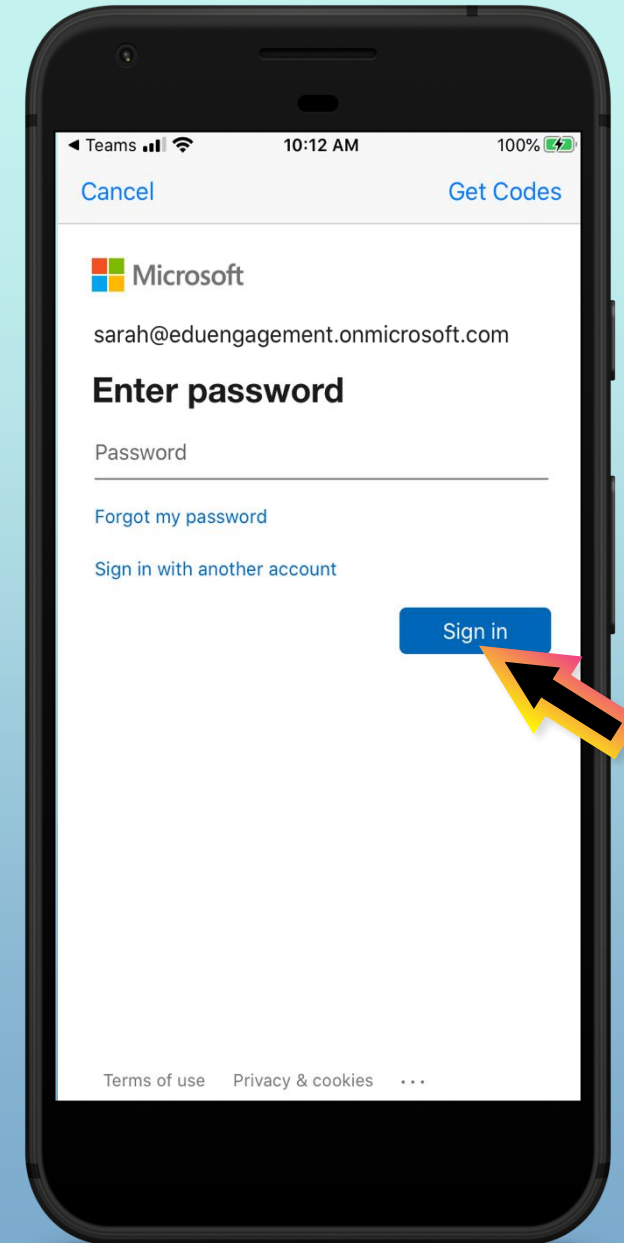 ◀ Teams 10:12 AM 100%
Cancel Get Codes
Microsoft
sarah@eduengagement.onmicrosoft.com
Enter password
Password
Forgot my password
Sign in with another account
Sign in
Terms of use Privacy & cookies ...